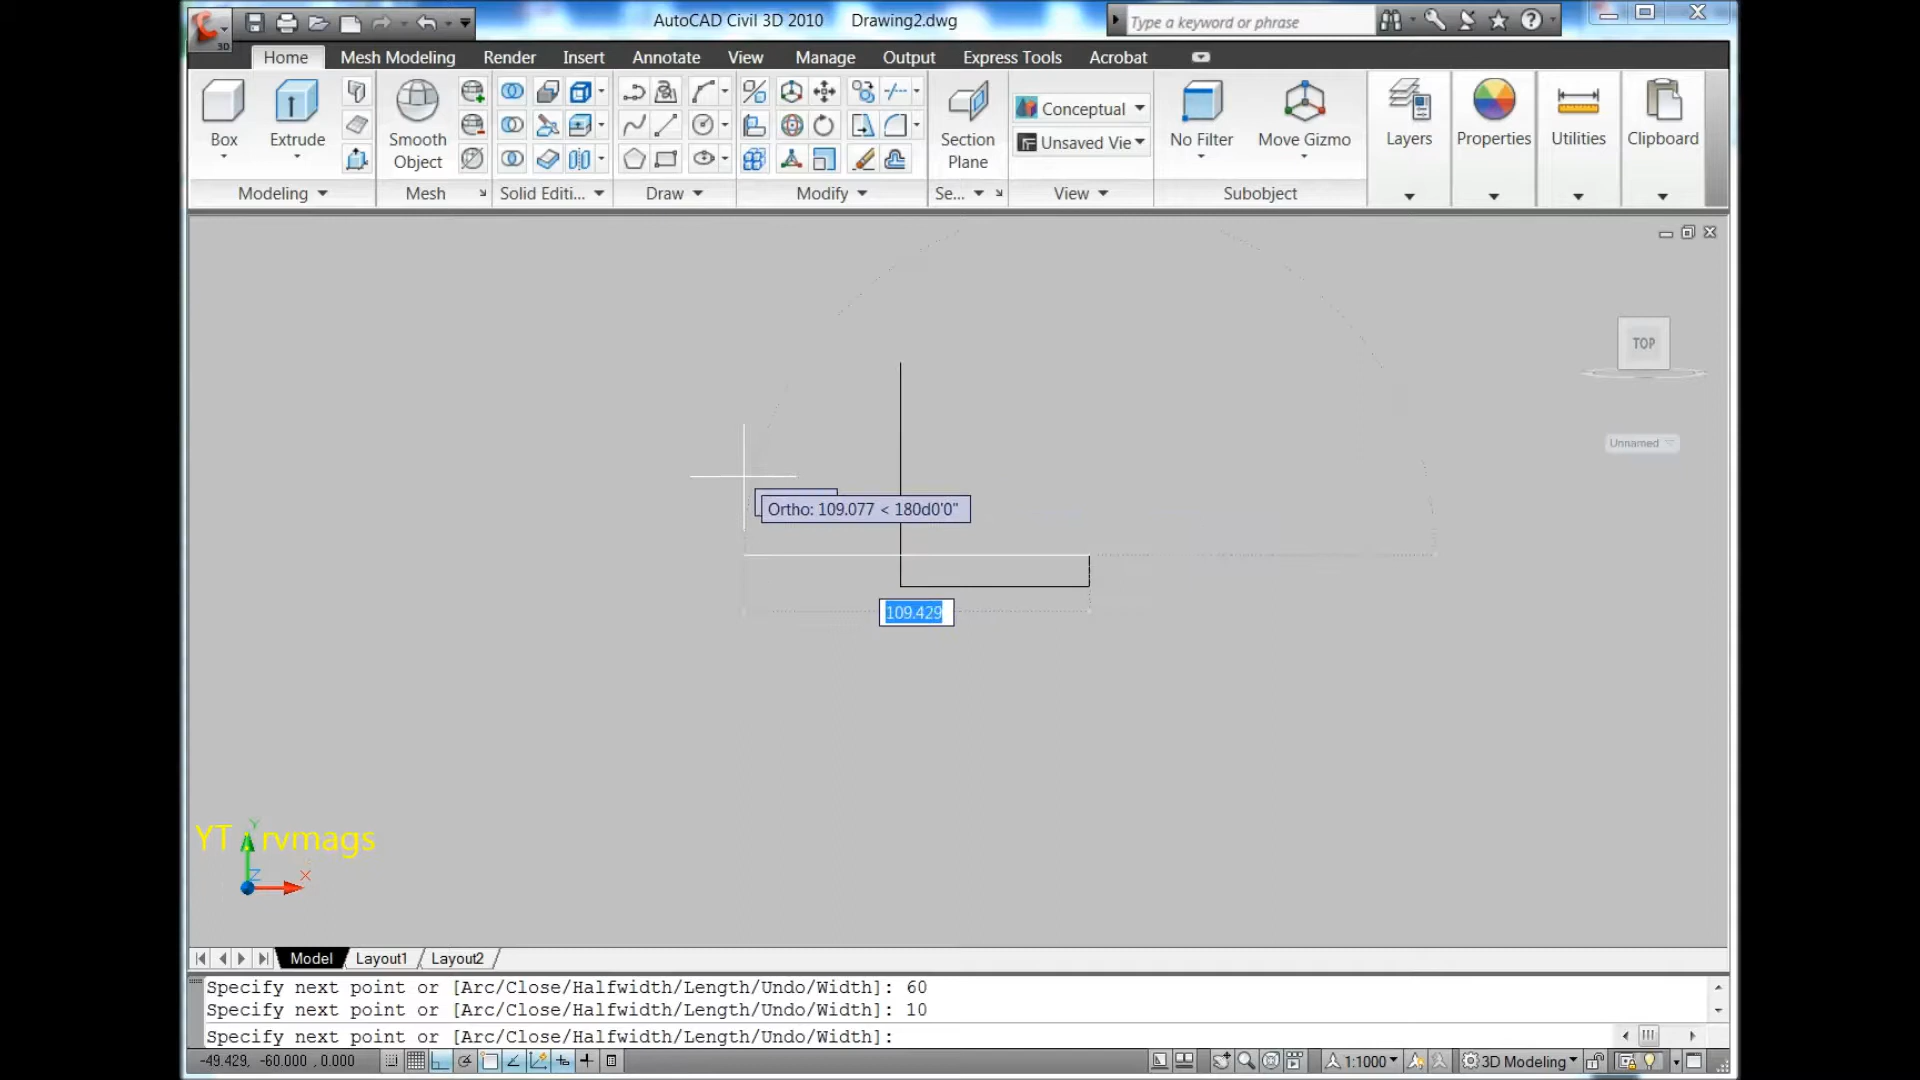 AutoCAD Civil 3D 2010 Drawing2.dwg
Type a keyword or phrase
3D
Home Mesh Modeling Render Insert Annotate View Manage Output Express Tools Acrobat
Box Extrude Smooth Object Section Plane Conceptual Unsaved Vie No Filter Move Gizmo Layers Properties Utilities Clipboard
Modeling Mesh Solid Editi... Draw Modify Se... View Subobject
TOP
Unnamed
Ortho: 109.077 < 180d0'0"
109.429
YT rvmags
Y
Z
X
Model Layout1 Layout2
Specify next point or [Arc/Close/Halfwidth/Length/Undo/Width]: 60
Specify next point or [Arc/Close/Halfwidth/Length/Undo/Width]: 10
Specify next point or [Arc/Close/Halfwidth/Length/Undo/Width]:
-49.429, -60.000, 0.000 1:1000 3D Modeling